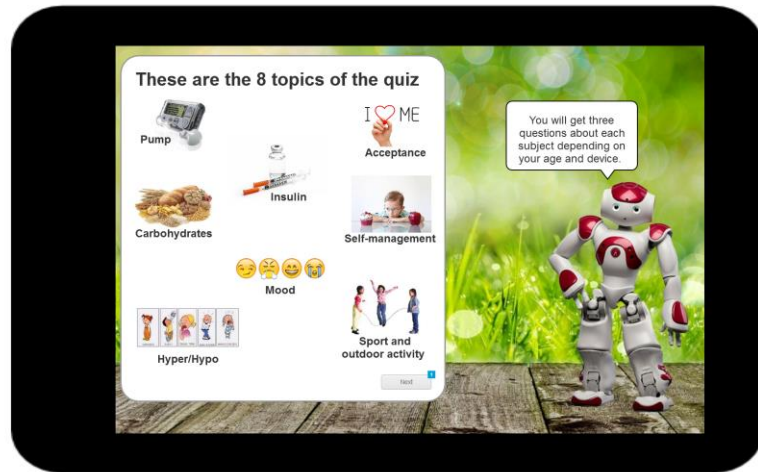 These are the 8 topics of the quiz
Pump
I ME
Acceptance
Insulin
Carbohydrates
Self-management
Mood
Sport and
outdoor activity
Hyper/Hypo
Next
You will get three
questions about each
subject depending on
your age and device.